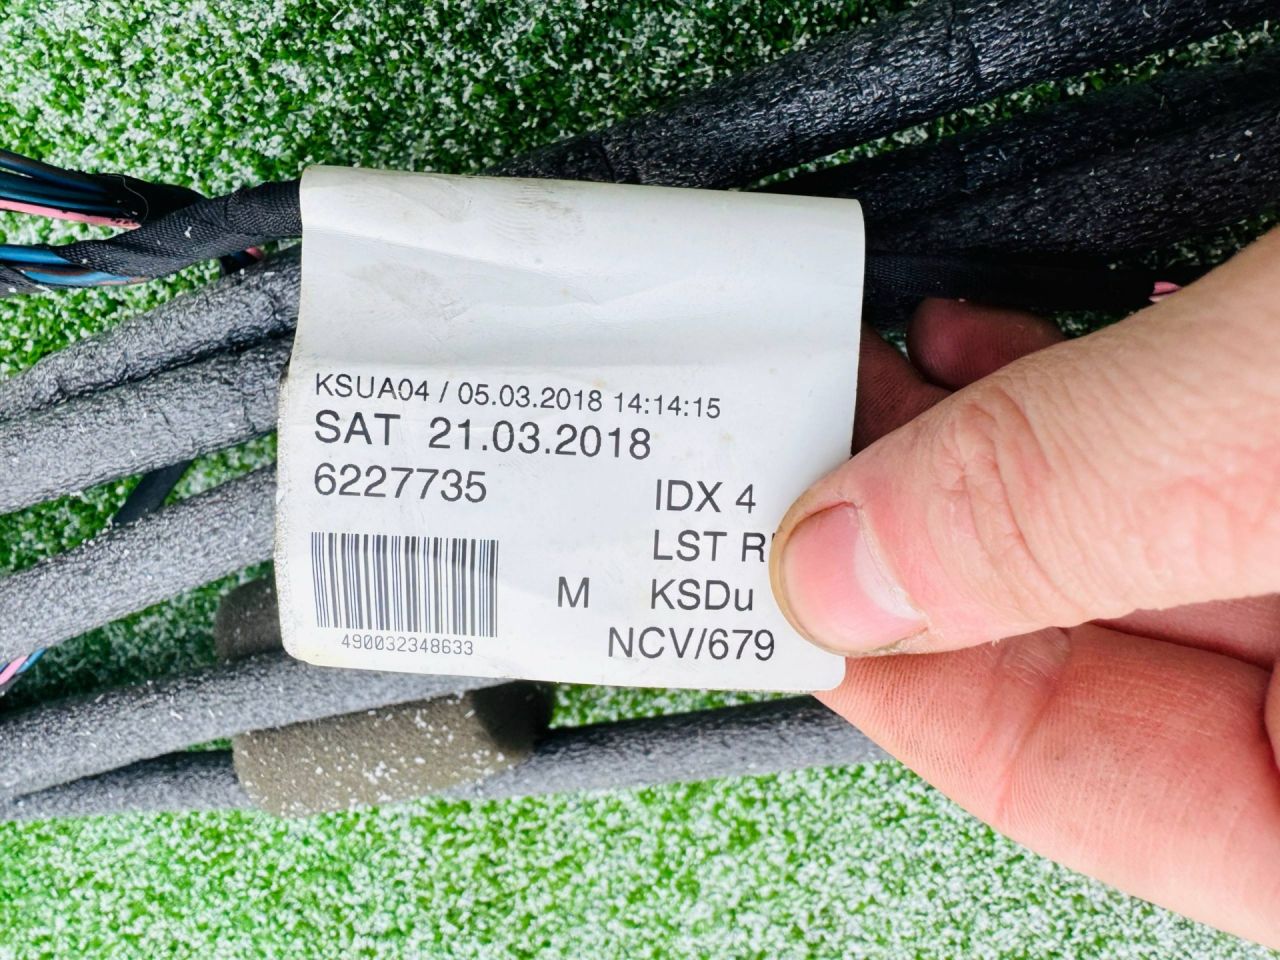 KSUA04 / 05.03.2018 14:14:15
SAT 21.03.2018
6227735 IDX 4
LST
M KSDu
NCV/679
490032348633